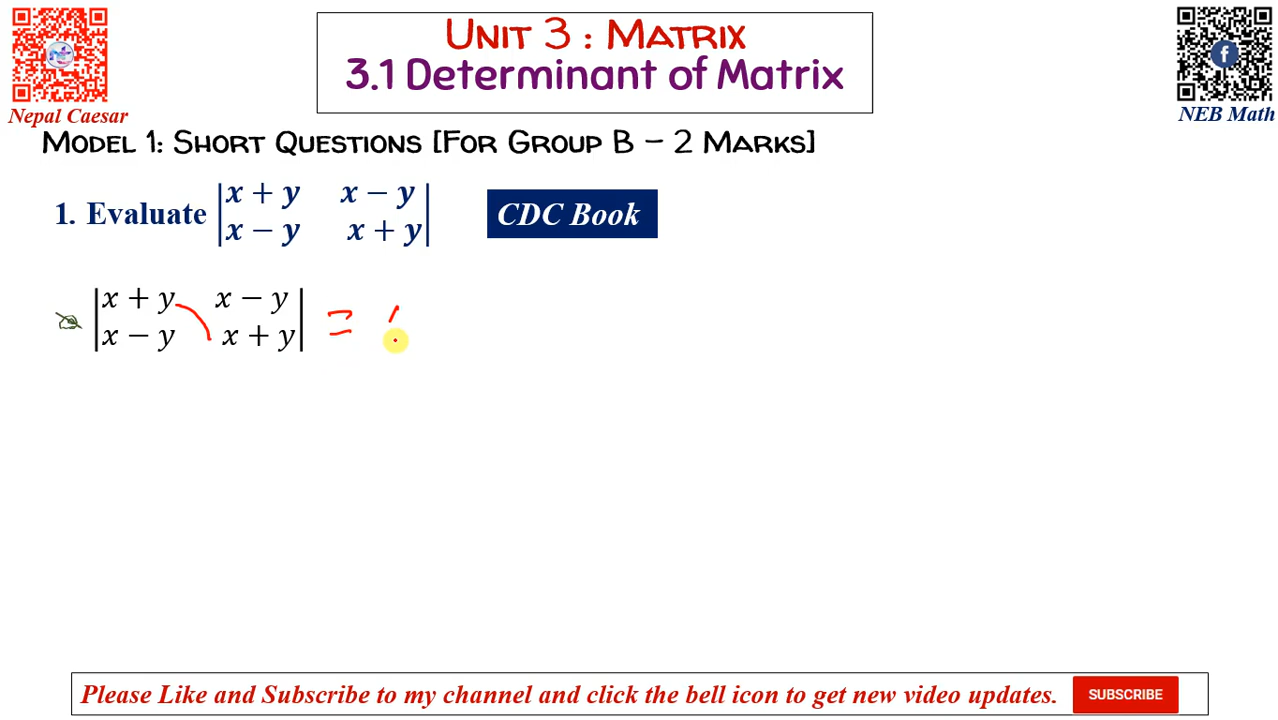 UNIT 3 : MATRIX
3.1 Determinant of Matrix
Nepal Caesar
NEB Math
MODEL 1: SHORT QUESTIONS [FOR GROUP B – 2 MARKS]
1. Evaluate |x + y x − y|
|x − y x + y|
CDC Book
|x + y x − y|
|x − y x + y| =
Please Like and Subscribe to my channel and click the bell icon to get new video updates.
SUBSCRIBE